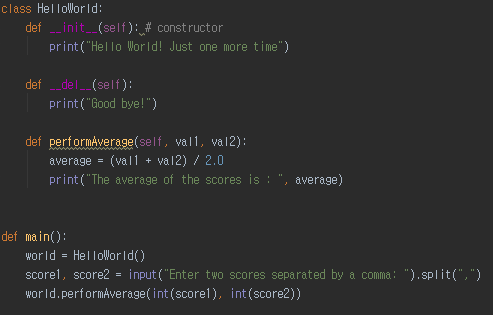 class HelloWorld:
    def __init__(self): # constructor
        print("Hello World! Just one more time")
    def __del__(self):
        print("Good bye!")
    def performAverage(self, val1, val2):
        average = (val1 + val2) / 2.0
        print("The average of the scores is : ", average)
def main():
    world = HelloWorld()
    score1, score2 = input("Enter two scores separated by a comma: ").split(",")
    world.performAverage(int(score1), int(score2))